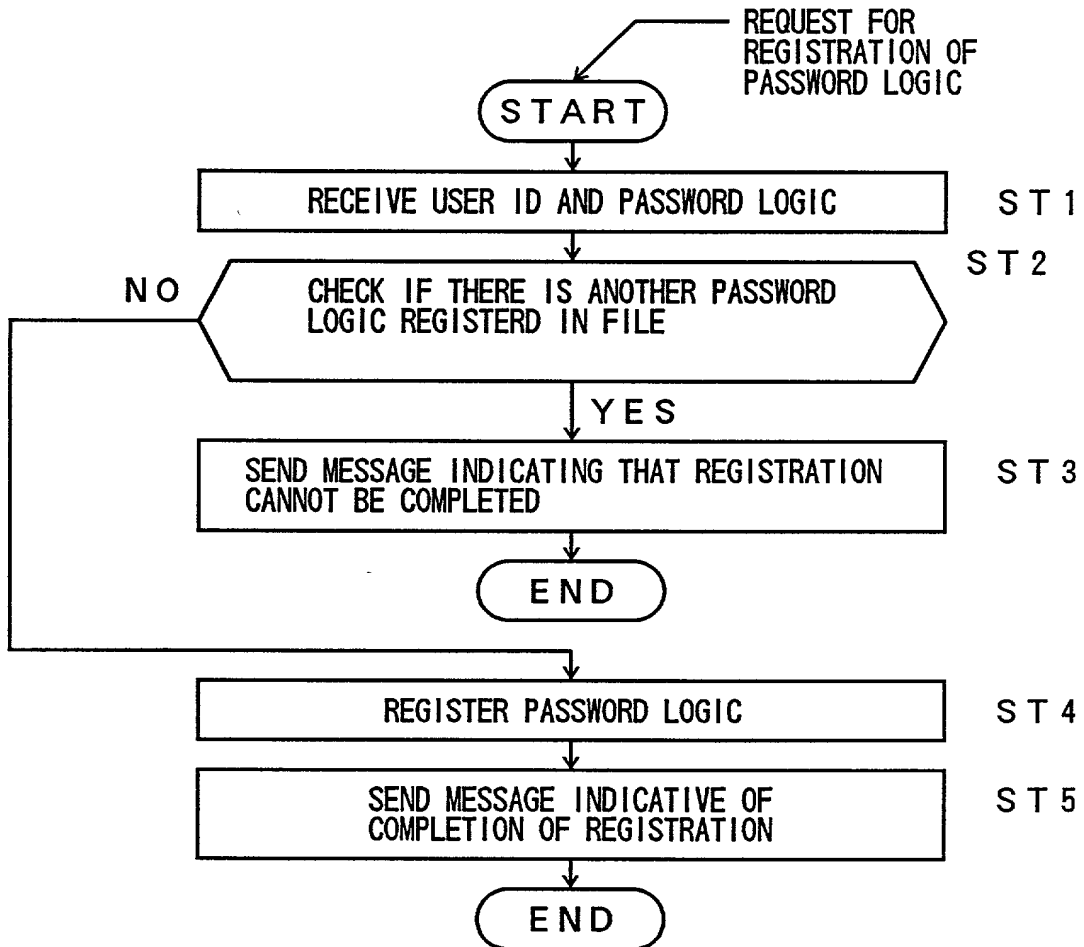 REQUEST FOR
REGISTRATION OF
PASSWORD LOGIC
START
RECEIVE USER ID AND PASSWORD LOGIC
ST1
ST2
NO
CHECK IF THERE IS ANOTHER PASSWORD
LOGIC REGISTERD IN FILE
YES
SEND MESSAGE INDICATING THAT REGISTRATION
CANNOT BE COMPLETED
ST3
END
REGISTER PASSWORD LOGIC
ST4
SEND MESSAGE INDICATIVE OF
COMPLETION OF REGISTRATION
ST5
END